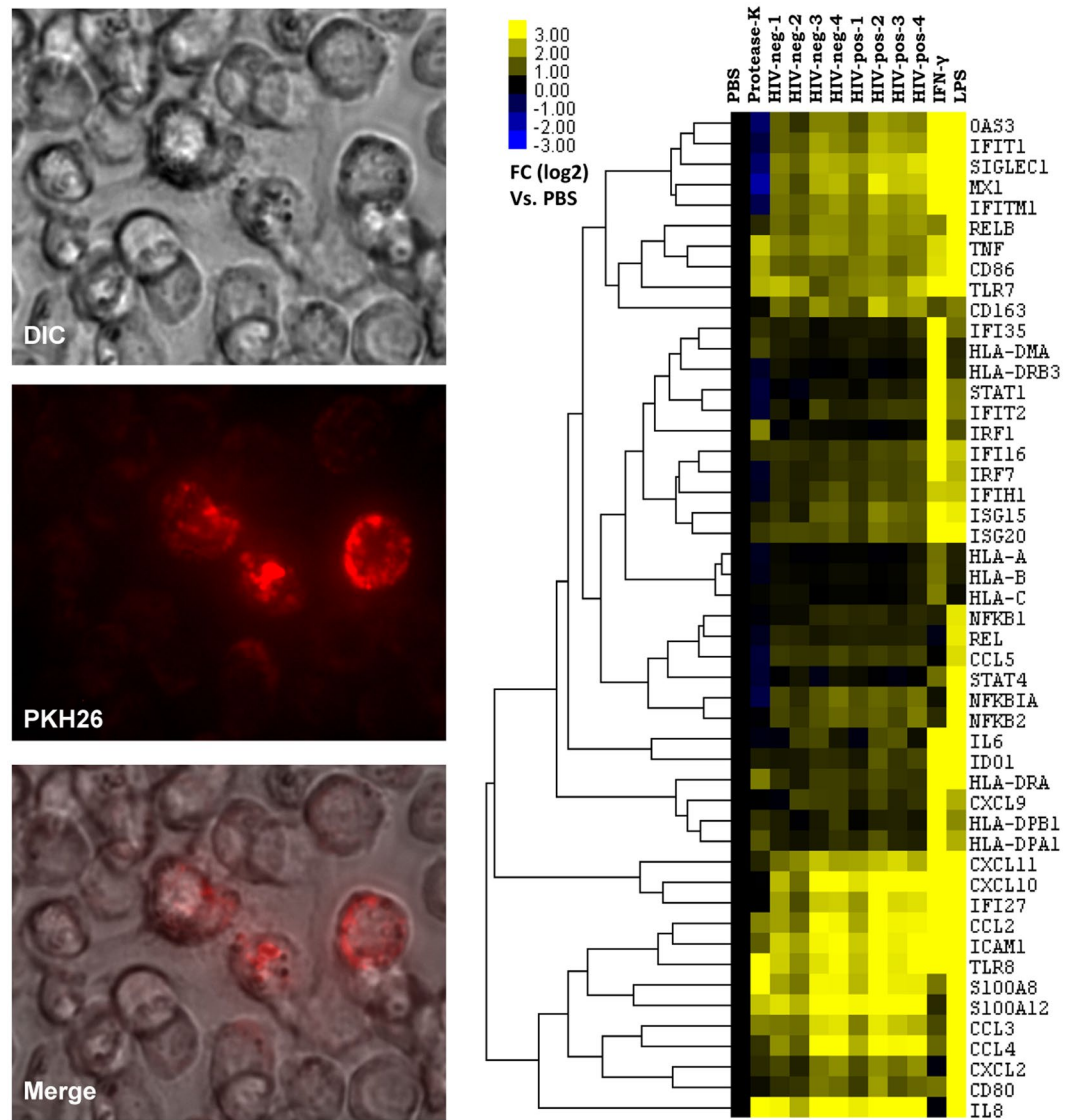 DIC
PKH26
Merge
3.00
2.00
1.00
0.00
-1.00
-2.00
-3.00
FC (log2)
Vs. PBS
PBS
Protease-K
HIV-neg-1
HIV-neg-2
HIV-neg-3
HIV-neg-4
HIV-pos-1
HIV-pos-2
HIV-pos-3
HIV-pos-4
IFN-γ
LPS
OAS3
IFIT1
SIGLEC1
MX1
IFITM1
RELB
TNF
CD86
TLR7
CD163
IFI35
HLA-DMA
HLA-DRB3
STAT1
IFIT2
IRF1
IFI16
IRF7
IFIH1
ISG15
ISG20
HLA-A
HLA-B
HLA-C
NFKB1
REL
CCL5
STAT4
NFKBIA
NFKB2
IL6
IDO1
HLA-DRA
CXCL9
HLA-DPB1
HLA-DPA1
CXCL11
CXCL10
IFI27
CCL2
ICAM1
TLR8
S100A8
S100A12
CCL3
CCL4
CXCL2
CD80
IL8